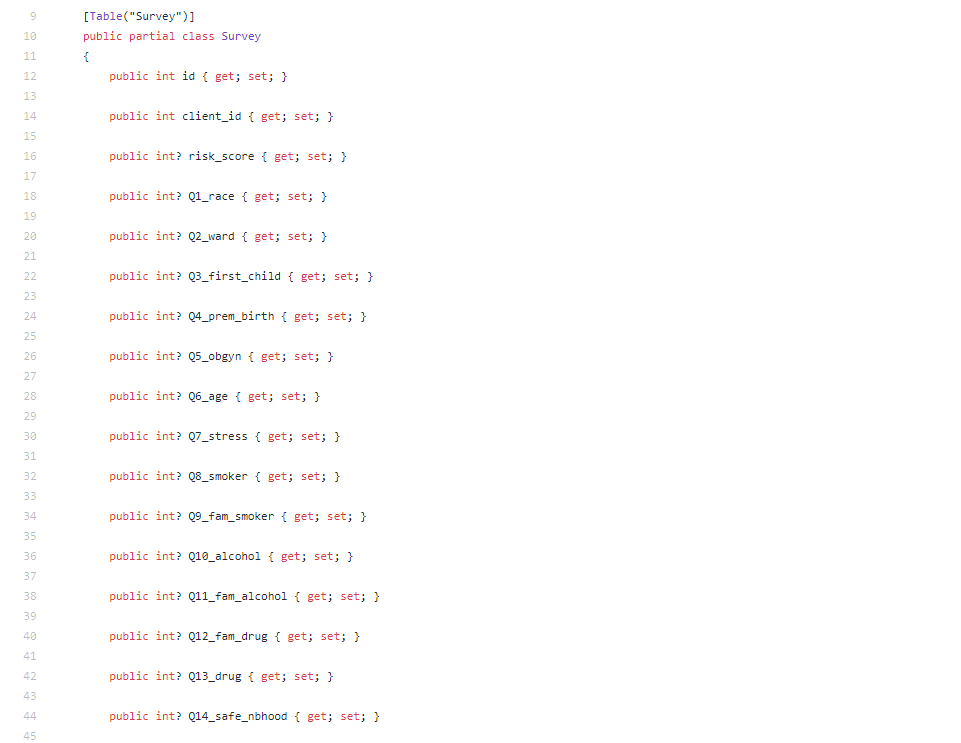 9 [Table("Survey")]
10 public partial class Survey
11 {
12 public int id { get; set; }
13
14 public int client_id { get; set; }
15
16 public int? risk_score { get; set; }
17
18 public int? Q1_race { get; set; }
19
20 public int? Q2_ward { get; set; }
21
22 public int? Q3_first_child { get; set; }
23
24 public int? Q4_prem_birth { get; set; }
25
26 public int? Q5_obgyn { get; set; }
27
28 public int? Q6_age { get; set; }
29
30 public int? Q7_stress { get; set; }
31
32 public int? Q8_smoker { get; set; }
33
34 public int? Q9_fam_smoker { get; set; }
35
36 public int? Q10_alcohol { get; set; }
37
38 public int? Q11_fam_alcohol { get; set; }
39
40 public int? Q12_fam_drug { get; set; }
41
42 public int? Q13_drug { get; set; }
43
44 public int? Q14_safe_nbhood { get; set; }
45